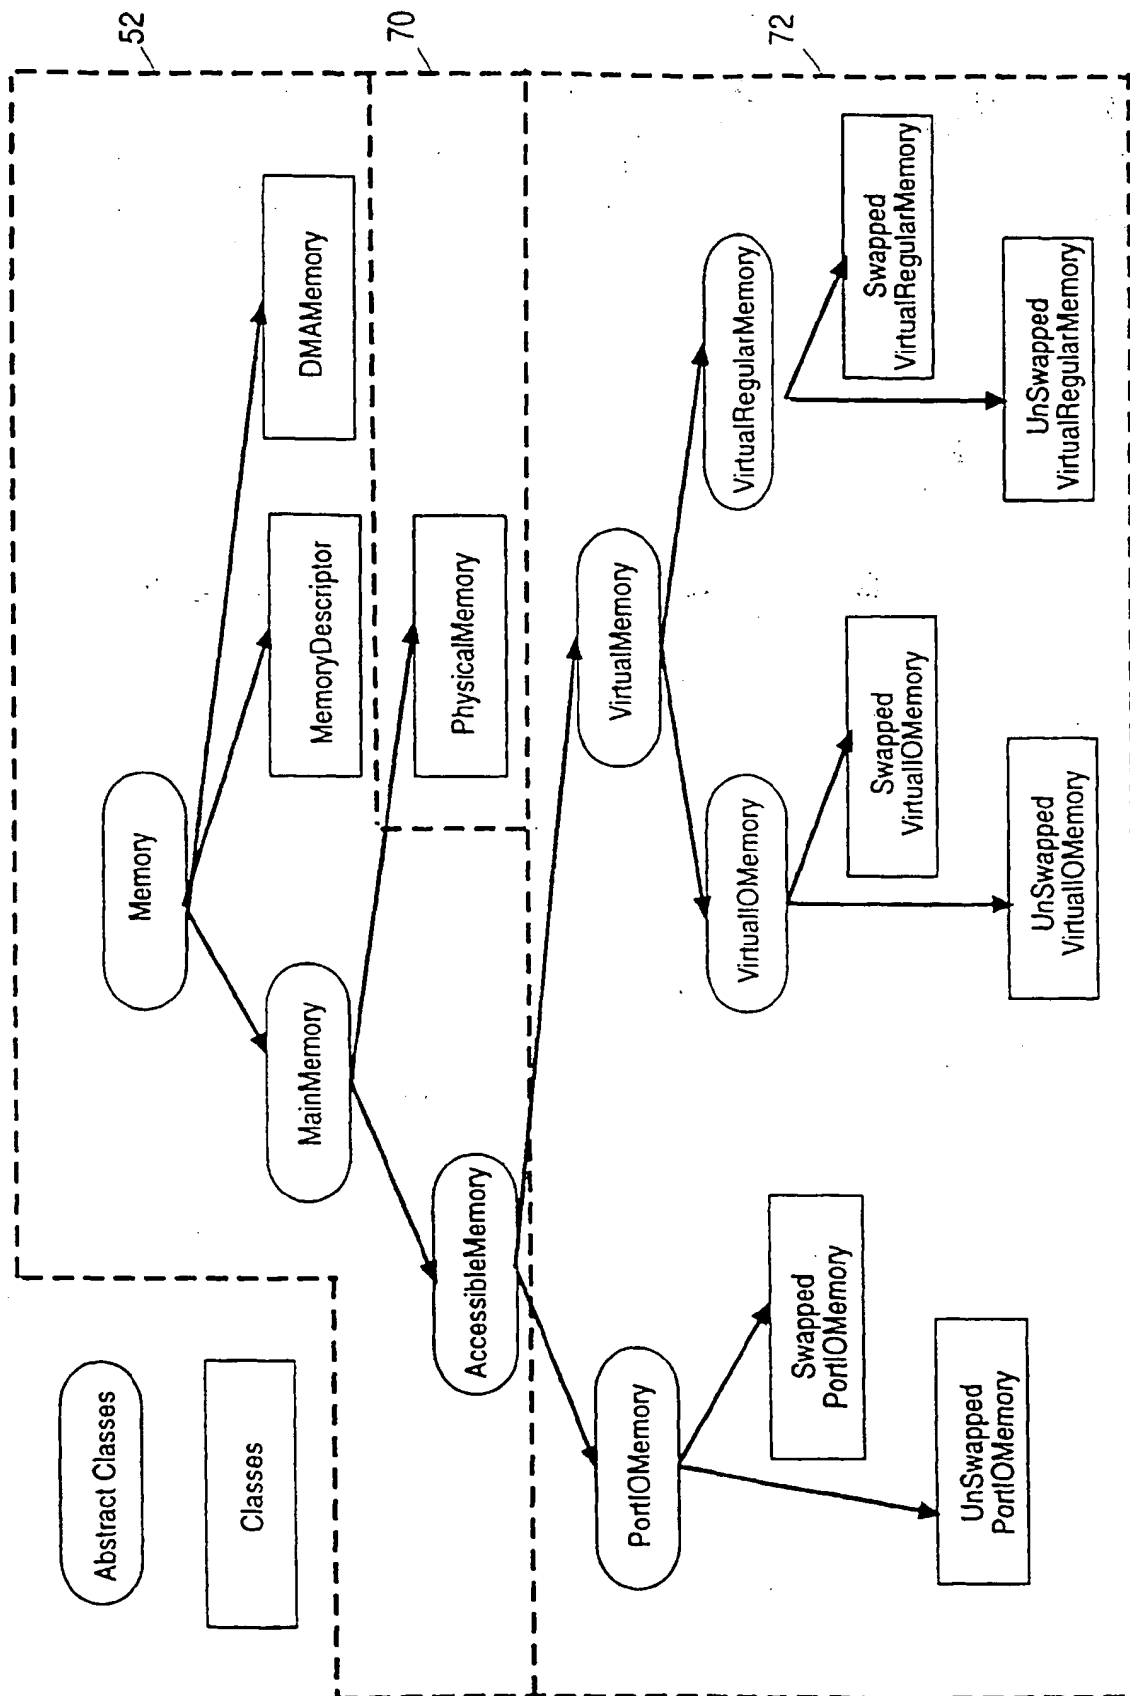 52
70
72
Abstract Classes
Classes
Memory
MainMemory
MemoryDescriptor
DMAMemory
AccessibleMemory
PhysicalMemory
PortIOMemory
VirtualMemory
VirtualIOMemory
VirtualRegularMemory
Swapped
PortIOMemory
Swapped
VirtualIOMemory
Swapped
VirtualRegularMemory
UnSwapped
PortIOMemory
UnSwapped
VirtualIOMemory
UnSwapped
VirtualRegularMemory